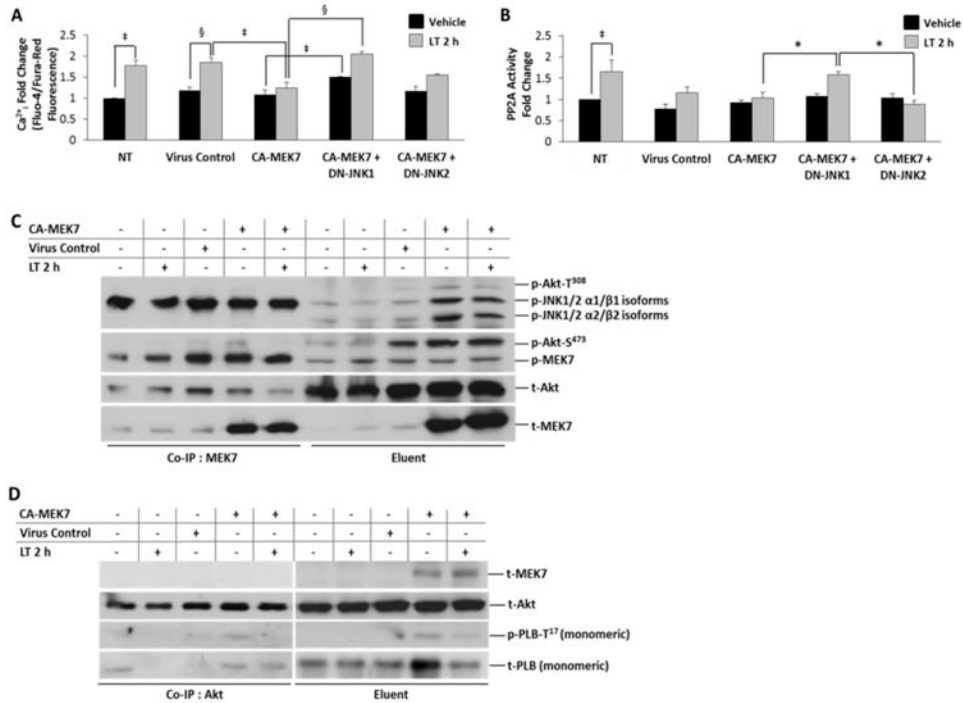 A
Ca²⁺ᵢ Fold Change
(Fluo-4/Fura-Red
Fluorescence)
2.5
2
1.5
1
0.5
‡
§
‡
‡
§
Vehicle
LT 2 h
NT
Virus Control
CA-MEK7
CA-MEK7 +
DN-JNK1
CA-MEK7 +
DN-JNK2
B
PP2A Activity
Fold Change
2.5
2
1.5
1
0.5
0
‡
*
*
Vehicle
LT 2 h
NT
Virus Control
CA-MEK7
CA-MEK7 +
DN-JNK1
CA-MEK7 +
DN-JNK2
C
CA-MEK7 - - - + + - - - + +
Virus Control - - + - - - - + - -
LT 2 h - + - - + - + - - +
p-Akt-T³⁰⁸
p-JNK1/2 α1/β1 isoforms
p-JNK1/2 α2/β2 isoforms
p-Akt-S⁴⁷³
p-MEK7
t-Akt
t-MEK7
Co-IP : MEK7 Eluent
D
CA-MEK7 - - - + + - - - + +
Virus Control - - + - - - - + - -
LT 2 h - + - - + - + - - +
t-MEK7
t-Akt
p-PLB-T¹⁷ (monomeric)
t-PLB (monomeric)
Co-IP : Akt Eluent